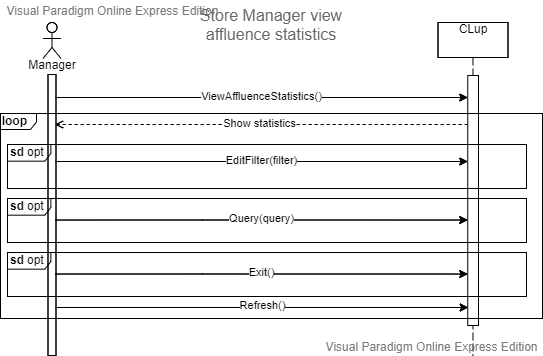 Visual Paradigm Online Express Edition
Store Manager view
affluence statistics
CLup
Manager
ViewAffluenceStatistics()
loop
Show statistics
sd opt
EditFilter(filter)
sd opt
Query(query)
sd opt
Exit()
Refresh()
Visual Paradigm Online Express Edition